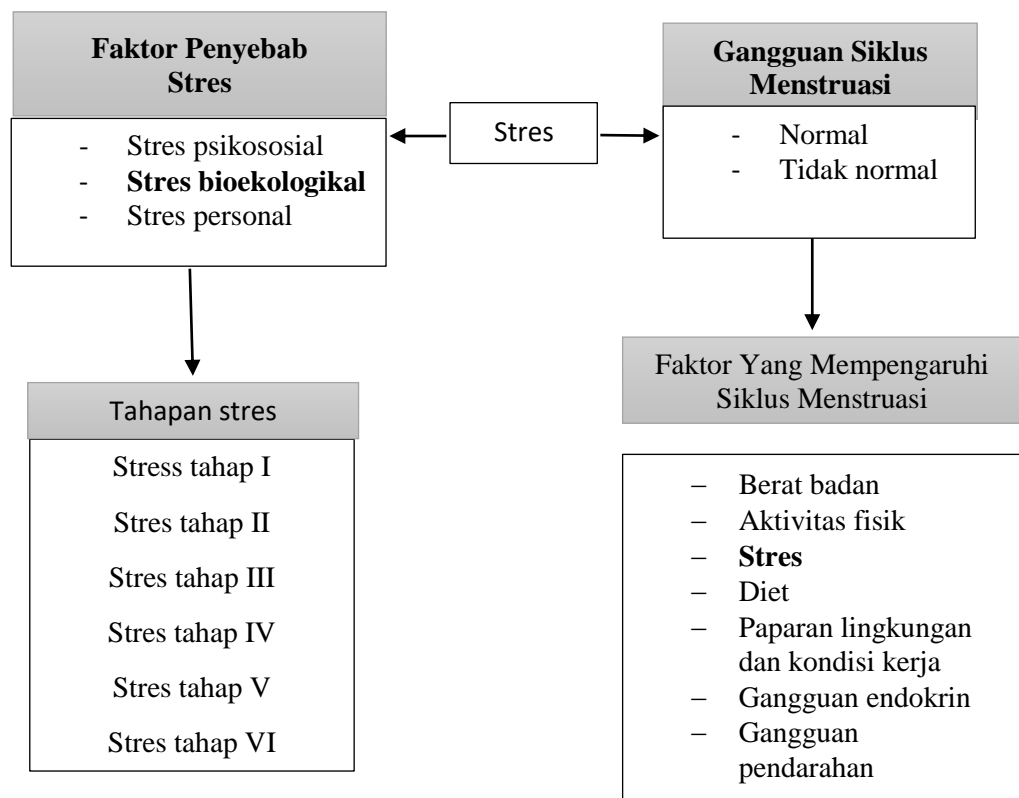 Faktor Penyebab
Stres
- Stres psikososial
- Stres bioekologikal
- Stres personal
Stres
Gangguan Siklus
Menstruasi
- Normal
- Tidak normal
Tahapan stres
Stress tahap I
Stres tahap II
Stres tahap III
Stres tahap IV
Stres tahap V
Stres tahap VI
Faktor Yang Mempengaruhi
Siklus Menstruasi
– Berat badan
– Aktivitas fisik
– Stres
– Diet
– Paparan lingkungan
dan kondisi kerja
– Gangguan endokrin
– Gangguan
pendarahan